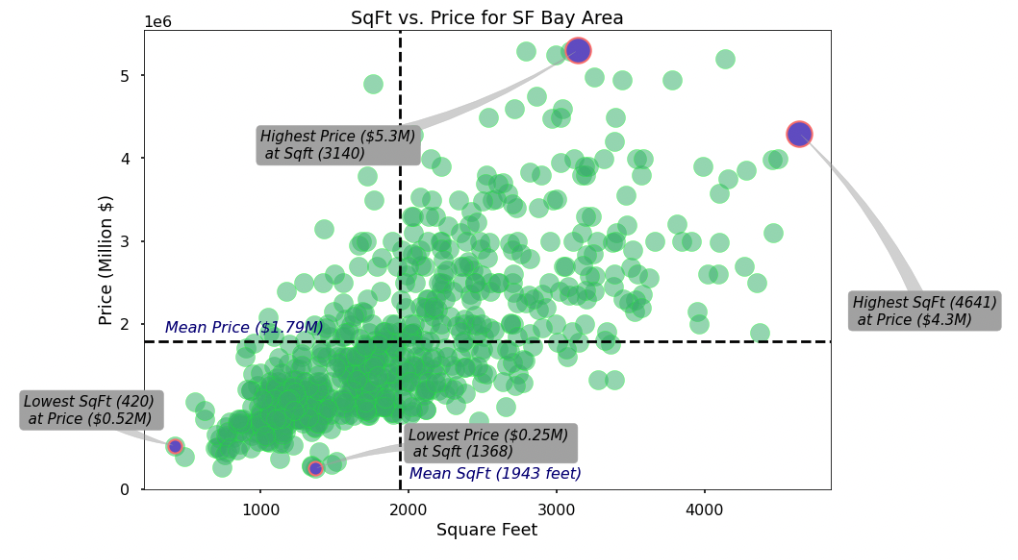 SqFt vs. Price for SF Bay Area
1e6
5
4
3
2
0
Price (Million $)
Highest Price ($5.3M)
at Sqft (3140)
Highest SqFt (4641)
at Price ($4.3M)
Mean Price ($1.79M)
Lowest SqFt (420)
at Price ($0.52M)
Lowest Price ($0.25M)
at Sqft (1368)
Mean SqFt (1943 feet)
1000
2000
3000
4000
Square Feet